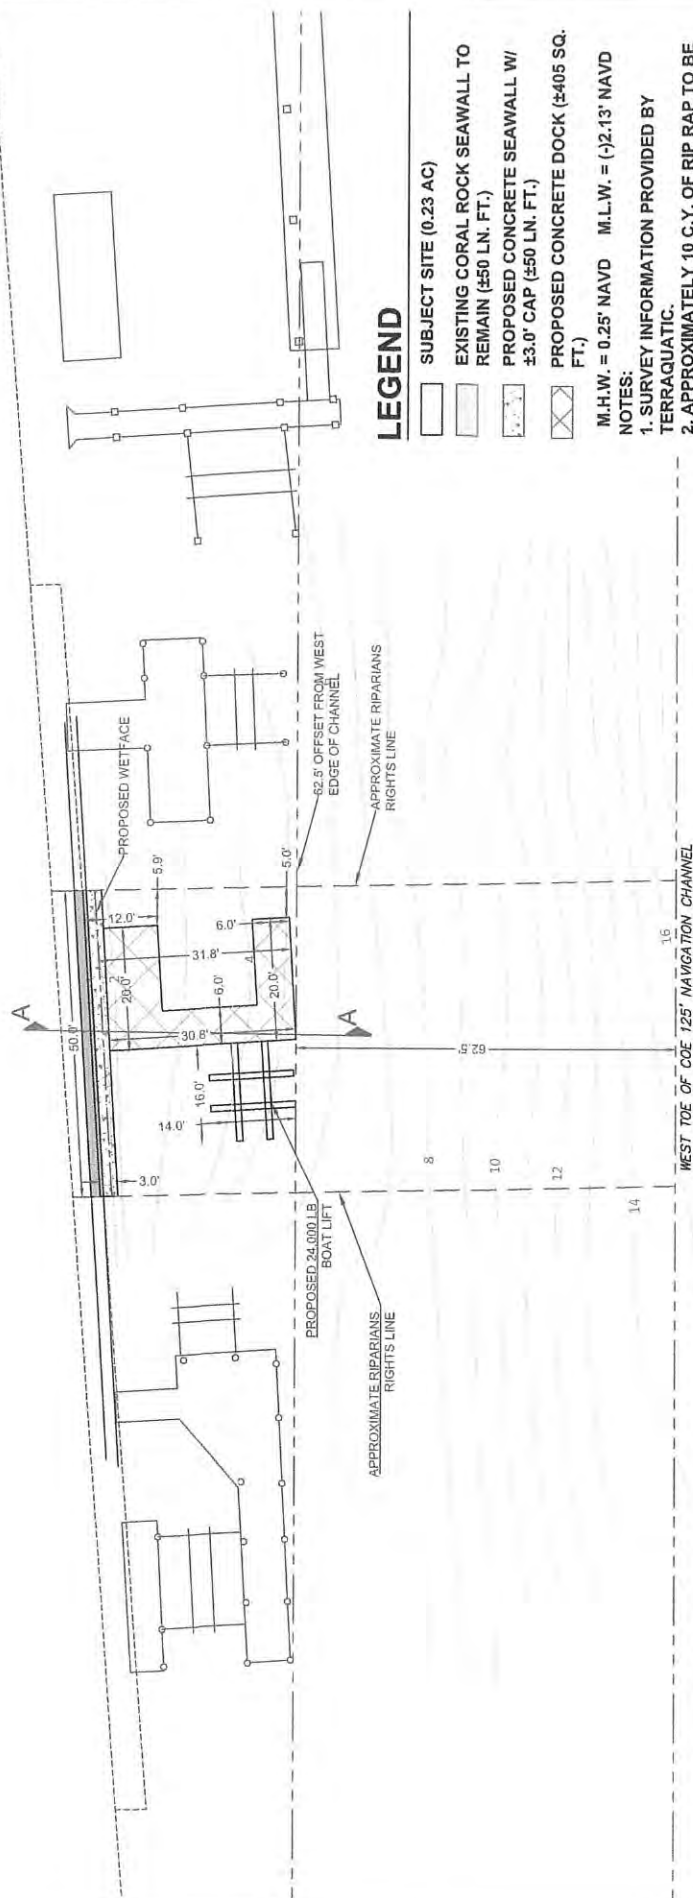 LEGEND
SUBJECT SITE (0.23 AC)
EXISTING CORAL ROCK SEAWALL TO
REMAIN (±50 LN. FT.)
PROPOSED CONCRETE SEAWALL W/
±3.0' CAP (±50 LN. FT.)
PROPOSED CONCRETE DOCK (±405 SQ.
FT.)
M.H.W. = 0.25' NAVD M.L.W. = (-)2.13' NAVD
NOTES:
1. SURVEY INFORMATION PROVIDED BY
TERRAQUATIC.
2. APPROXIMATELY 10 C.Y. OF RIP RAP TO BE
PROPOSED WETFACE
62.5' OFFSET FROM WEST
EDGE OF CHANNEL
APPROXIMATE RIPARIANS
RIGHTS LINE
5.9'
5.0'
12.0'
6.0'
31.8'
4
2
20.0'
6.0'
20.0'
A
A
50.0'
30.8'
16.0'
14.0'
3.0'
62.5'
PROPOSED 24,000 LB
BOAT LIFT
APPROXIMATE RIPARIANS
RIGHTS LINE
8
10
12
14
16
WEST TOE OF COE 125' NAVIGATION CHANNEL